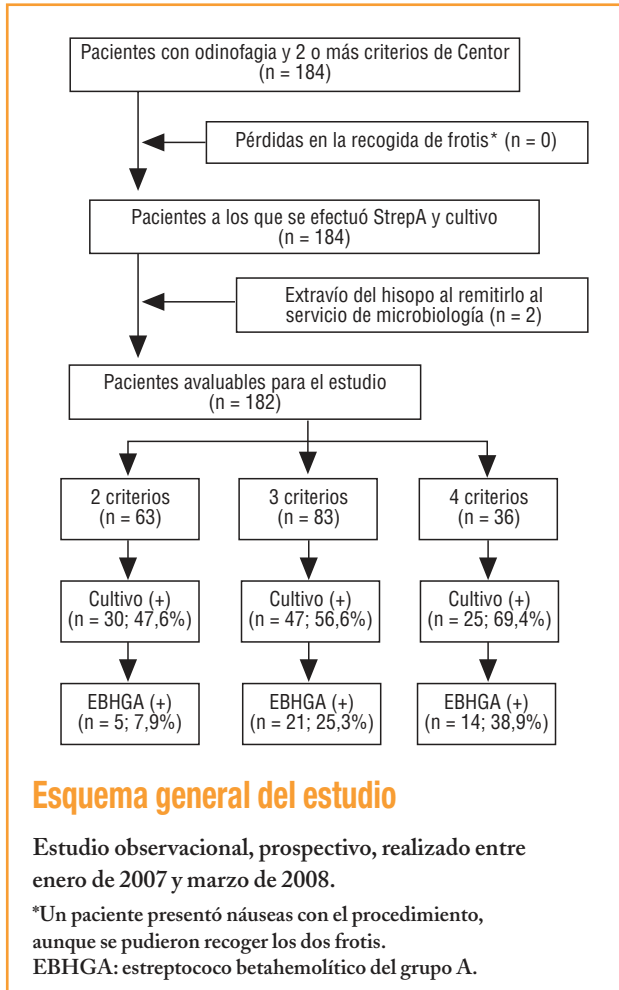 Pacientes con odinofagia y 2 o más criterios de Centor
(n = 184)
Pérdidas en la recogida de frotis* (n = 0)
Pacientes a los que se efectuó StrepA y cultivo
(n = 184)
Extravío del hisopo al remitirlo al
servicio de microbiología (n = 2)
Pacientes avaluables para el estudio
(n = 182)
2 criterios
(n = 63)
3 criterios
(n = 83)
4 criterios
(n = 36)
Cultivo (+)
(n = 30; 47,6%)
Cultivo (+)
(n = 47; 56,6%)
Cultivo (+)
(n = 25; 69,4%)
EBHGA (+)
(n = 5; 7,9%)
EBHGA (+)
(n = 21; 25,3%)
EBHGA (+)
(n = 14; 38,9%)
Esquema general del estudio
Estudio observacional, prospectivo, realizado entre
enero de 2007 y marzo de 2008.
*Un paciente presentó náuseas con el procedimiento,
aunque se pudieron recoger los dos frotis.
EBHGA: estreptococo betahemolítico del grupo A.